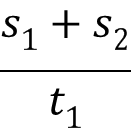 s₁ + s₂
t₁